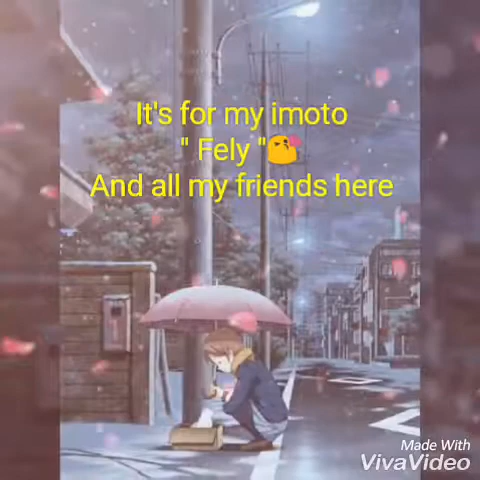 It's for my imoto
" Fely "😘
And all my friends here
Made With
VivaVideo